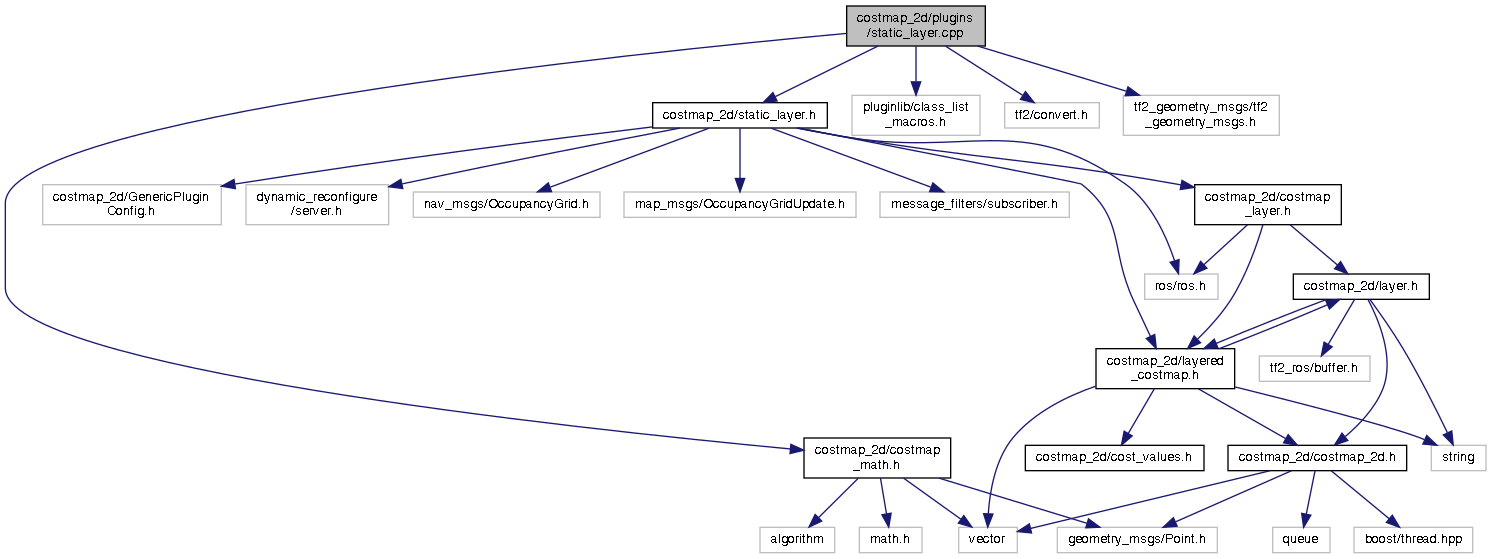 costmap_2d/plugins
/static_layer.cpp
costmap_2d/static_layer.h
pluginlib/class_list
_macros.h
tf2/convert.h
tf2_geometry_msgs/tf2
_geometry_msgs.h
costmap_2d/GenericPlugin
Config.h
dynamic_reconfigure
/server.h
nav_msgs/OccupancyGrid.h
map_msgs/OccupancyGridUpdate.h
message_filters/subscriber.h
costmap_2d/costmap
_layer.h
ros/ros.h
costmap_2d/layer.h
costmap_2d/layered
_costmap.h
tf2_ros/buffer.h
costmap_2d/costmap
_math.h
costmap_2d/cost_values.h
costmap_2d/costmap_2d.h
string
algorithm
math.h
vector
geometry_msgs/Point.h
queue
boost/thread.hpp